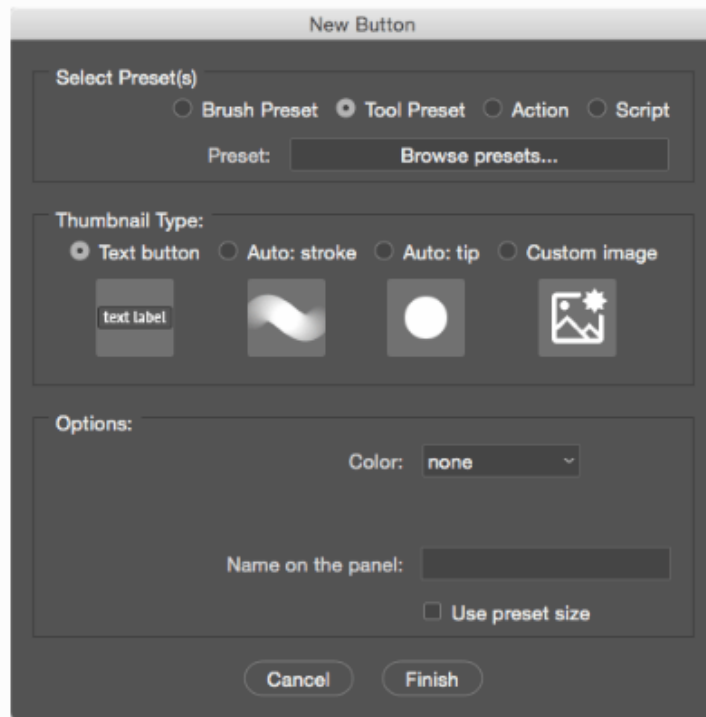 New Button
Select Preset(s)
Brush Preset Tool Preset Action Script
Preset: Browse presets...
Thumbnail Type:
Text button Auto: stroke Auto: tip Custom image
text label
Options:
Color: none
Name on the panel:
Use preset size
Cancel Finish